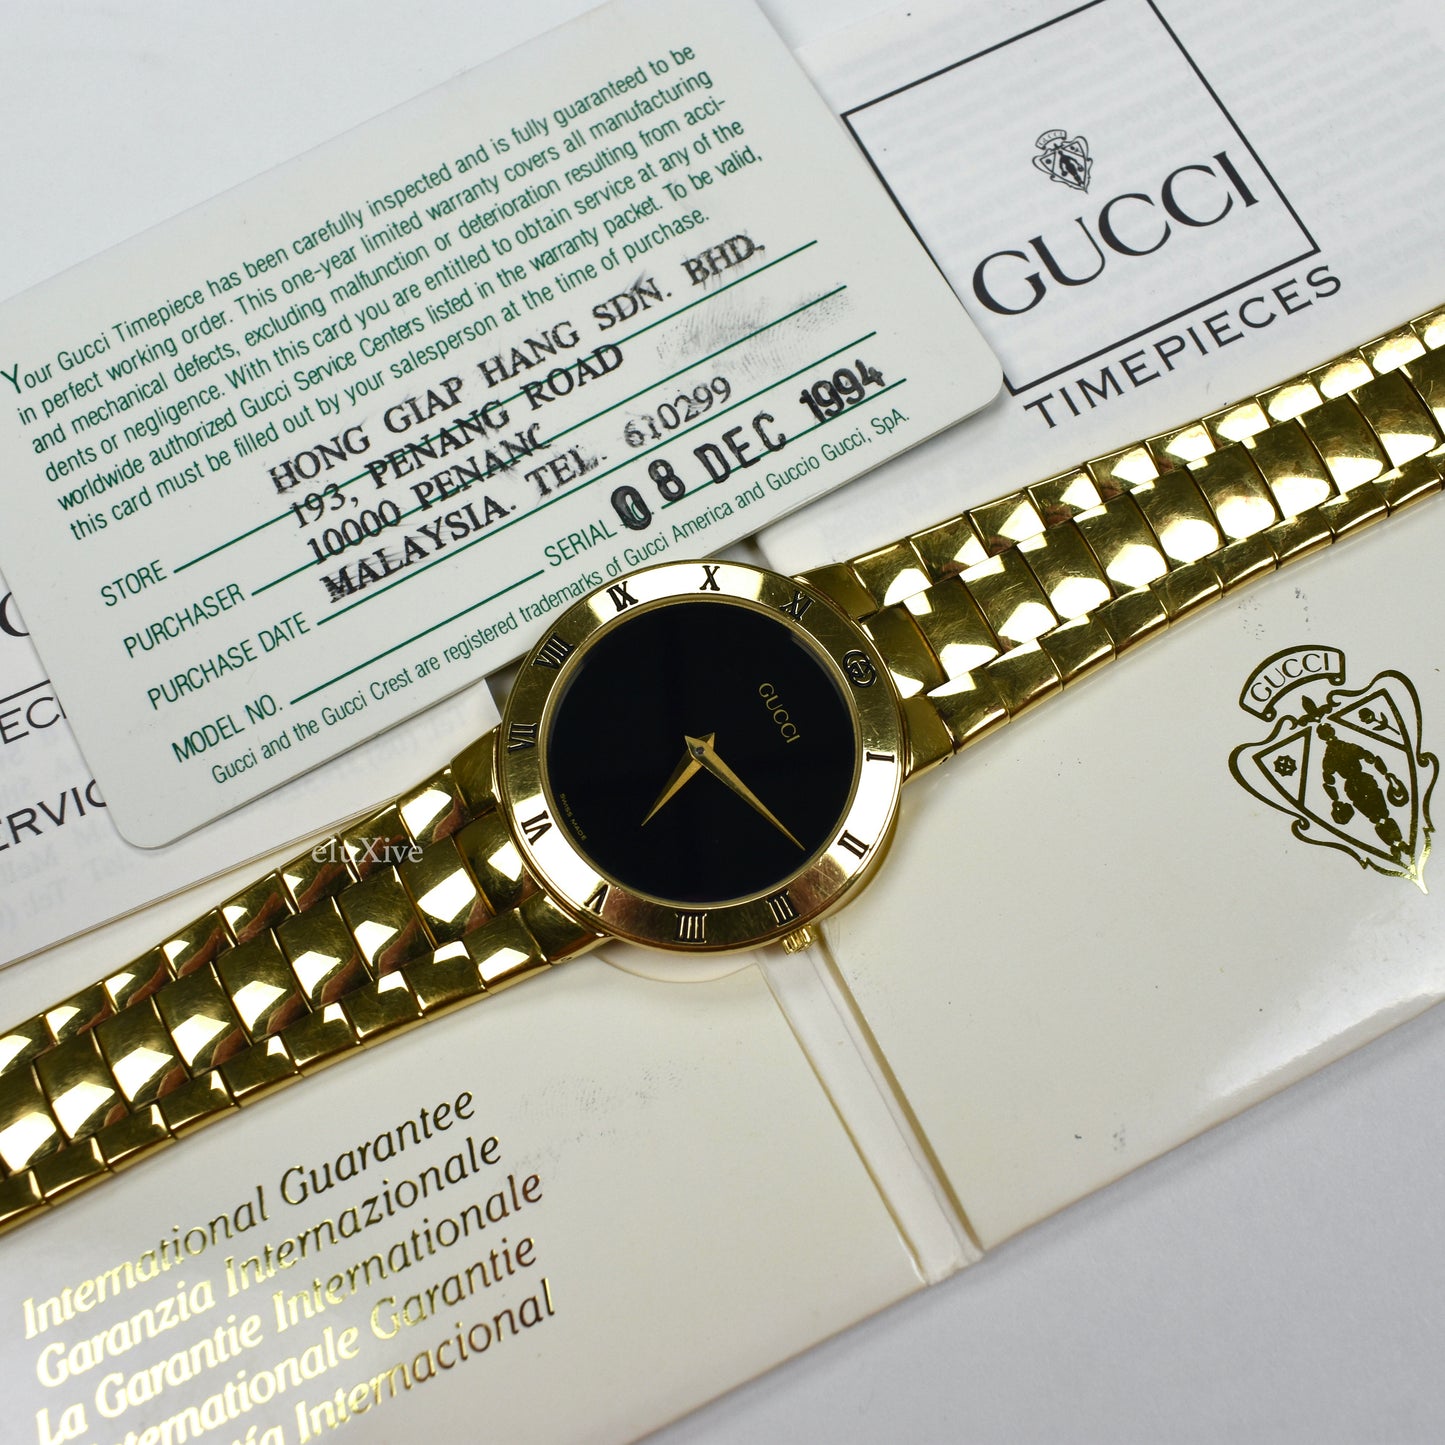 Your Gucci Timepiece has been carefully inspected and is fully guaranteed to be
in perfect working order. This one-year limited warranty covers all manufacturing
and mechanical defects, excluding malfunction or deterioration resulting from acci-
dents or negligence. With this card you are entitled to obtain service at any of the
worldwide authorized Gucci Service Centers listed in the warranty packet. To be valid,
this card must be filled out by your salesperson at the time of purchase.
HONG GIAP HANG SDN. BHD.
193, PENANG ROAD
10000 PENANG
MALAYSIA. TEL. 610299
STORE
PURCHASER
PURCHASE DATE
MODEL NO.
SERIAL
08 DEC 1994
Gucci and the Gucci Crest are registered trademarks of Gucci America and Guccio Gucci, SpA.
GUCCI
GUCCI
TIMEPIECES
IX X XI
VIII
VII
VI
V
IIII
III
II
I
GUCCI
SWISS MADE
eluXive
GUCCI
International Guarantee
Garanzia Internazionale
La Garantie Internationale
Internationale Garantie
Internacional